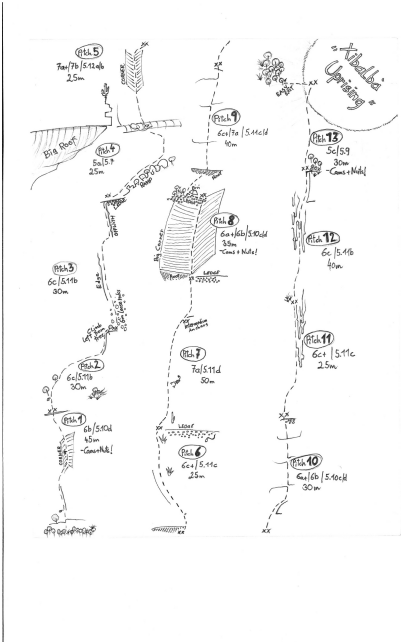 Xibalba
Uprising
Pitch 5
7a+/7b/5.12a/b
25m
CORNER
BIG ROOF
Pitch 4
5a/5.7
25m
Pitch 3
6c/5.11b
30m
Edge
Pitch 2
6c/5.11b
30m
Pitch 1
6b/5.10d
45m
-Cams+Nuts!
CORNER
Pitch 9
6c+/7a/5.11c/d
40m
Pitch 8
6a+/6b/5.10c/d
35m
-Cams+Nuts!
Big Corner
LEDGE
Pitch 7
7a/5.11d
50m
LEDGE
Pitch 6
6c+/5.11c
25m
Pitch 13
5c/5.9
30m
-Cams+Nuts!
Pitch 12
6c/5.11b
40m
Pitch 11
6c+/5.11c
25m
Pitch 10
6a+/6b/5.10c/d
30m